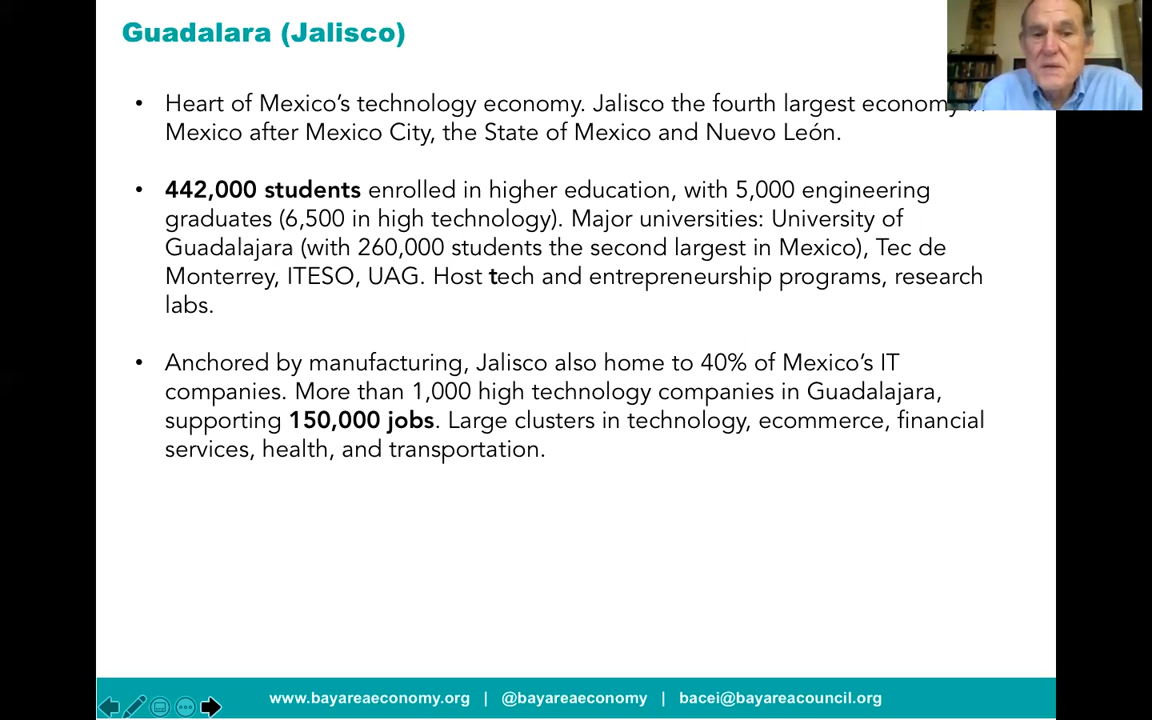 Guadalara (Jalisco)
• Heart of Mexico's technology economy. Jalisco the fourth largest economy in
Mexico after Mexico City, the State of Mexico and Nuevo León.
• 442,000 students enrolled in higher education, with 5,000 engineering
graduates (6,500 in high technology). Major universities: University of
Guadalajara (with 260,000 students the second largest in Mexico), Tec de
Monterrey, ITESO, UAG. Host tech and entrepreneurship programs, research
labs.
• Anchored by manufacturing, Jalisco also home to 40% of Mexico's IT
companies. More than 1,000 high technology companies in Guadalajara,
supporting 150,000 jobs. Large clusters in technology, ecommerce, financial
services, health, and transportation.
www.bayareaeconomy.org | @bayareaeconomy | bacei@bayareacouncil.org